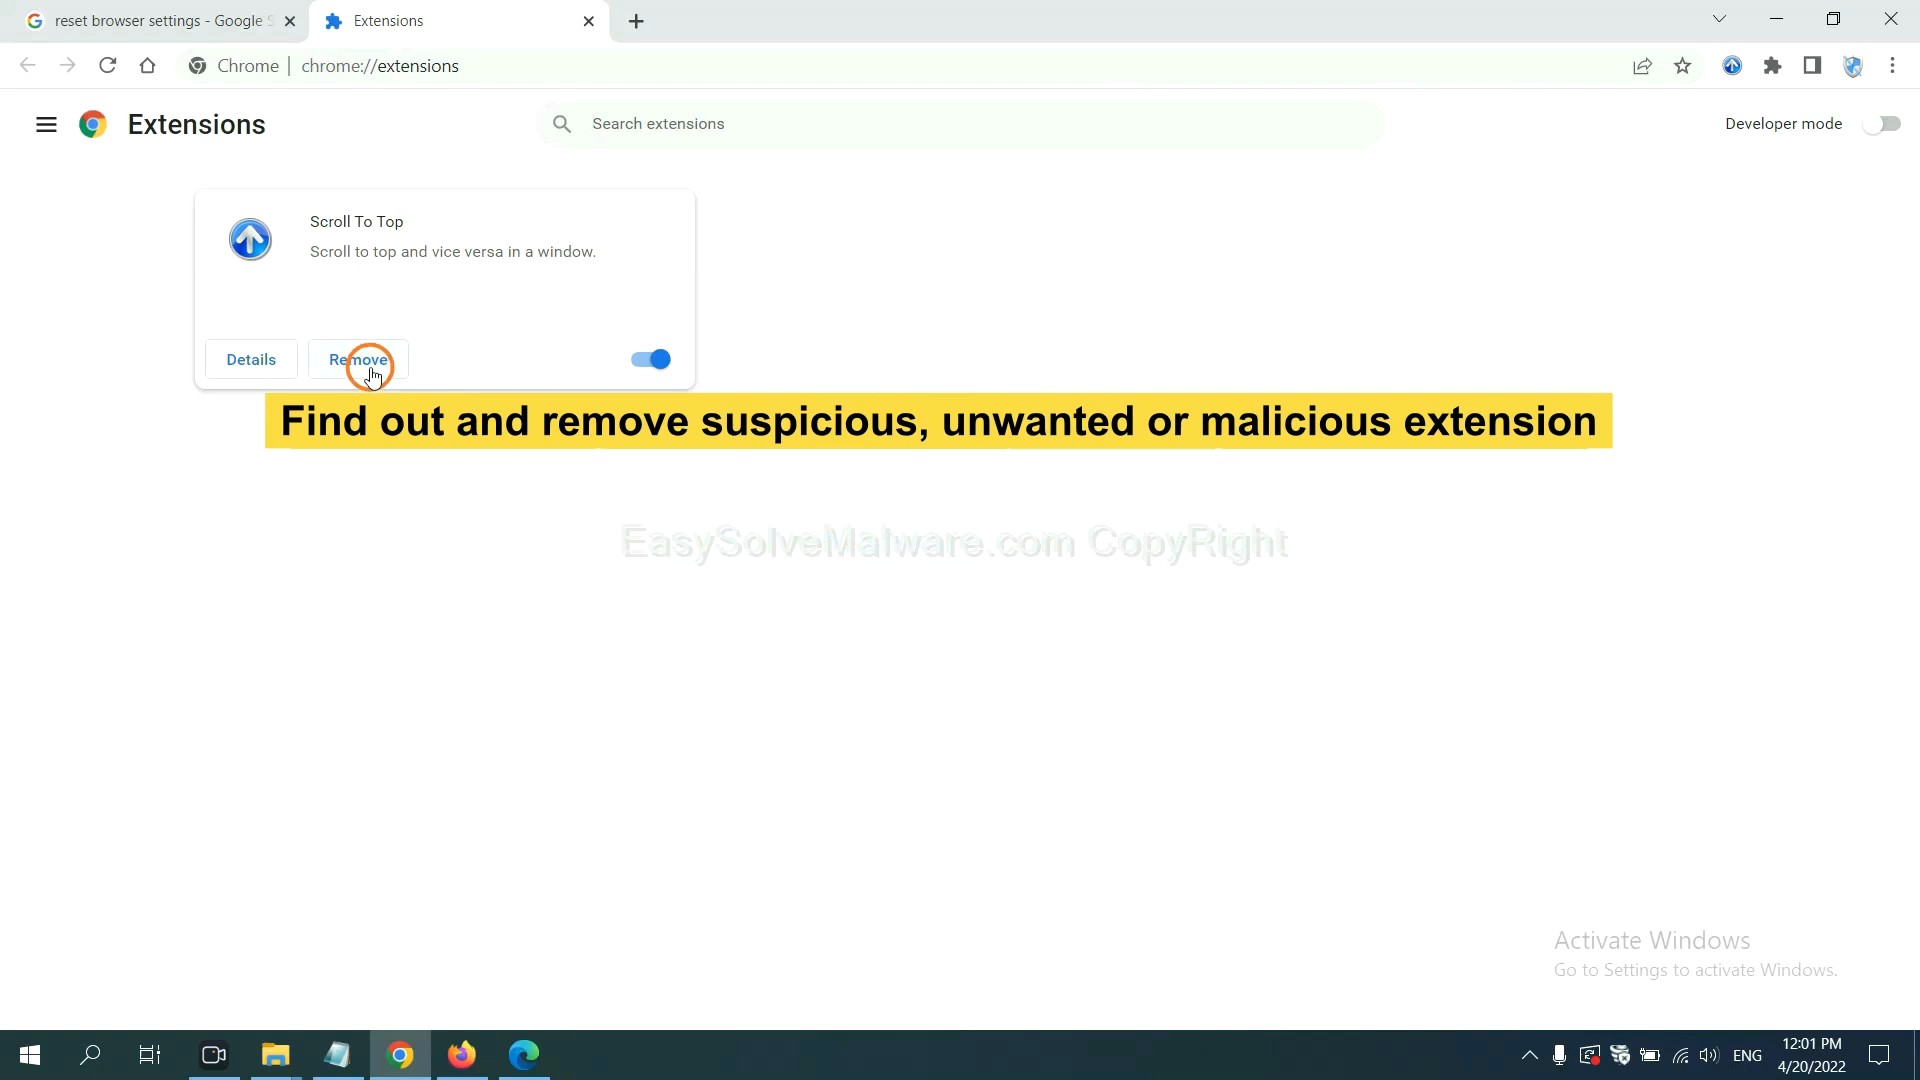 reset browser settings - Google S
Extensions
Chrome
chrome://extensions
Extensions
Search extensions
Developer mode
Scroll To Top
Scroll to top and vice versa in a window.
Details
Remove
Find out and remove suspicious, unwanted or malicious extension
EasySolveMalware.com CopyRight
Activate Windows
Go to Settings to activate Windows.
ENG
12:01 PM
4/20/2022